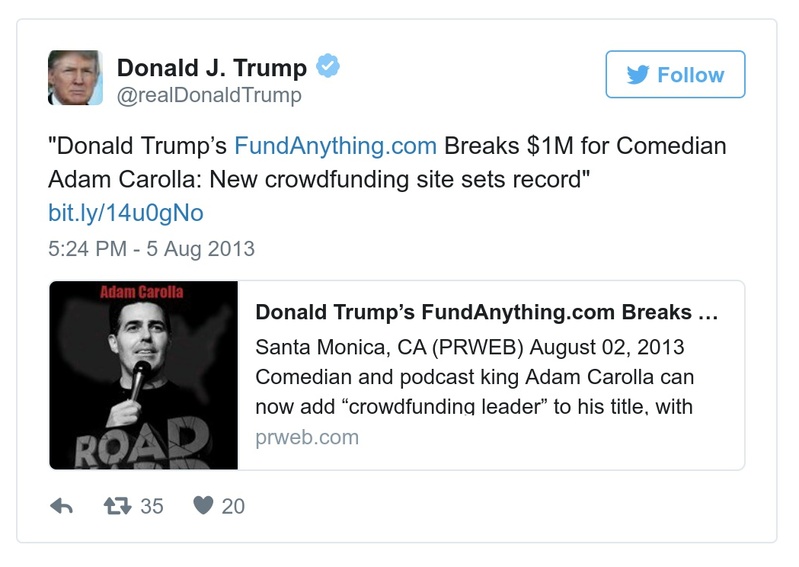 Donald J. Trump
@realDonaldTrump
Follow
"Donald Trump’s FundAnything.com Breaks $1M for Comedian
Adam Carolla: New crowdfunding site sets record"
bit.ly/14u0gNo
5:24 PM - 5 Aug 2013
Adam Carolla
ROAD
Donald Trump’s FundAnything.com Breaks ...
Santa Monica, CA (PRWEB) August 02, 2013
Comedian and podcast king Adam Carolla can
now add “crowdfunding leader” to his title, with
prweb.com
35
20